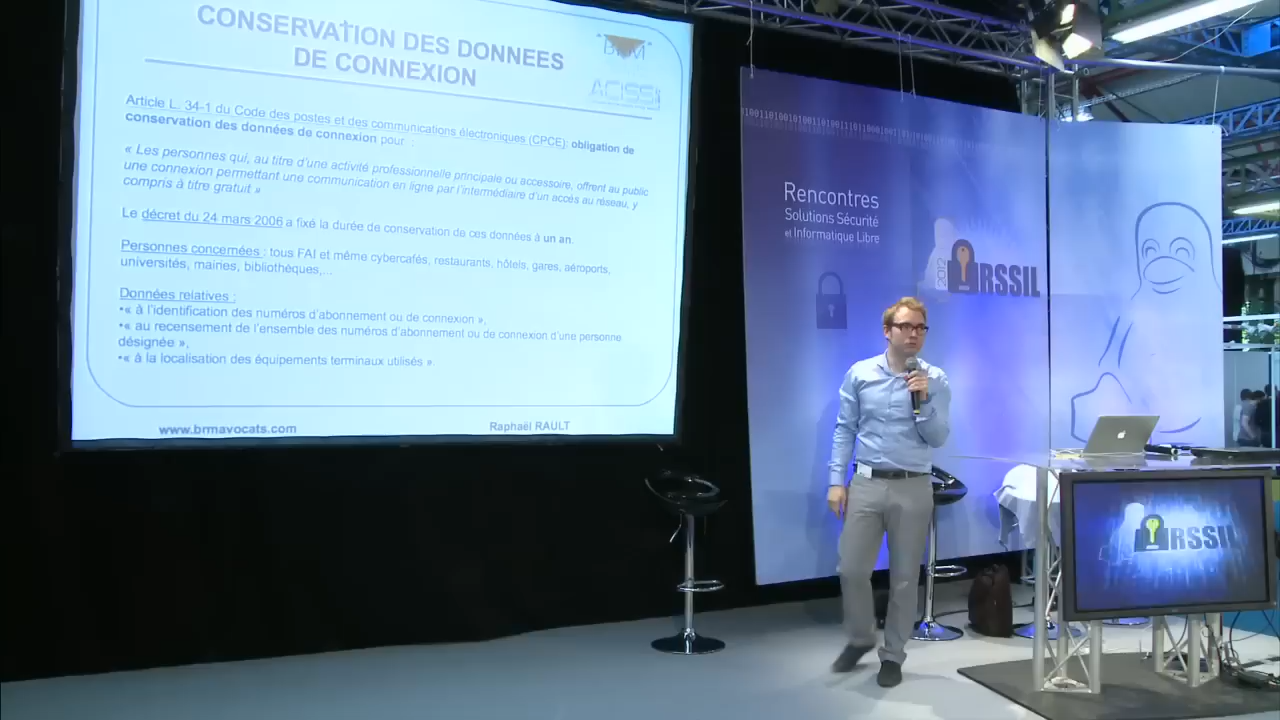 CONSERVATION DES DONNEES
DE CONNEXION
BRM
ACISSI
Article L. 34-1 du Code des postes et des communications électroniques (CPCE): obligation de
conservation des données de connexion pour :
« Les personnes qui, au titre d'une activité professionnelle principale ou accessoire, offrent au public
une connexion permettant une communication en ligne par l'intermédiaire d'un accès au réseau, y
compris à titre gratuit »
Le décret du 24 mars 2006 a fixé la durée de conservation de ces données à un an.
Personnes concernées : tous FAI et même cybercafés, restaurants, hôtels, gares, aéroports,
universités, mairies, bibliothèques,...
Données relatives :
•« à l'identification des numéros d'abonnement ou de connexion »,
•« au recensement de l'ensemble des numéros d'abonnement ou de connexion d'une personne
désignée »,
•« à la localisation des équipements terminaux utilisés ».
www.brmavocats.com
Raphaël RAULT
Rencontres
Solutions Sécurité
et Informatique Libre
2012
RSSIL
RSSIL